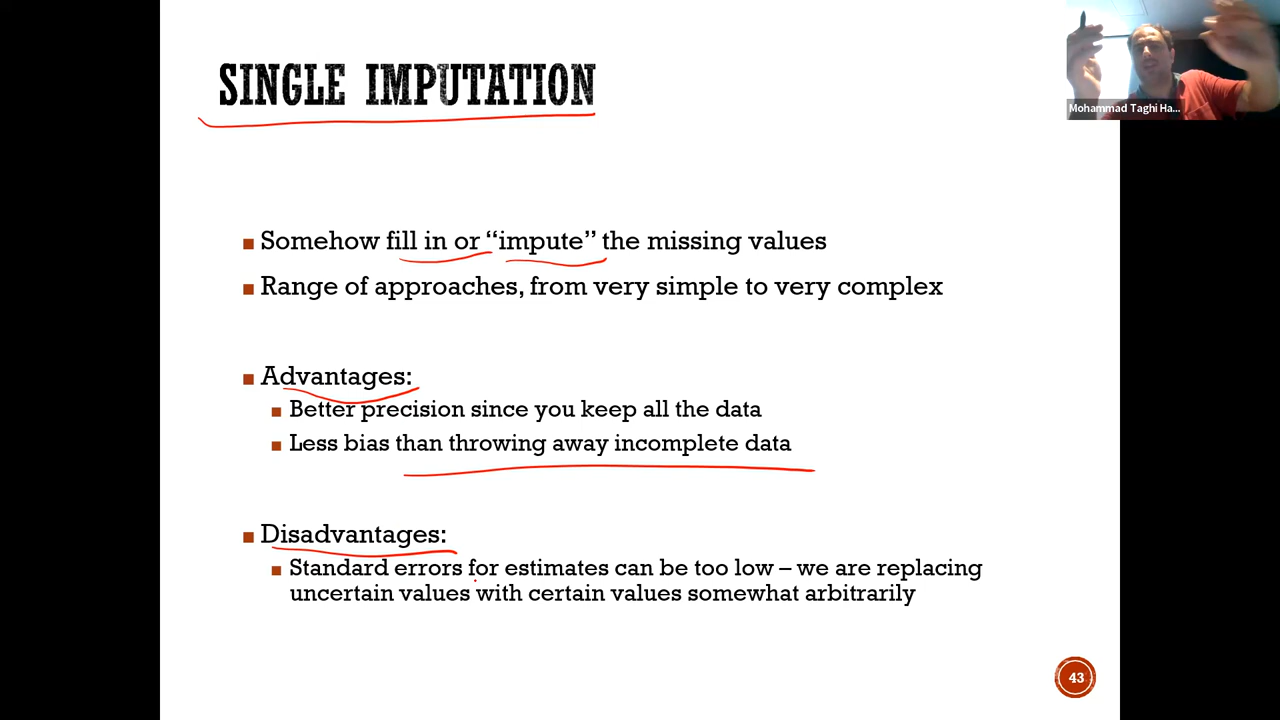 SINGLE IMPUTATION
Mohammad Taghi Ha...
■ Somehow fill in or “impute” the missing values
■ Range of approaches, from very simple to very complex
■ Advantages:
■ Better precision since you keep all the data
■ Less bias than throwing away incomplete data
■ Disadvantages:
■ Standard errors for estimates can be too low – we are replacing
uncertain values with certain values somewhat arbitrarily
43